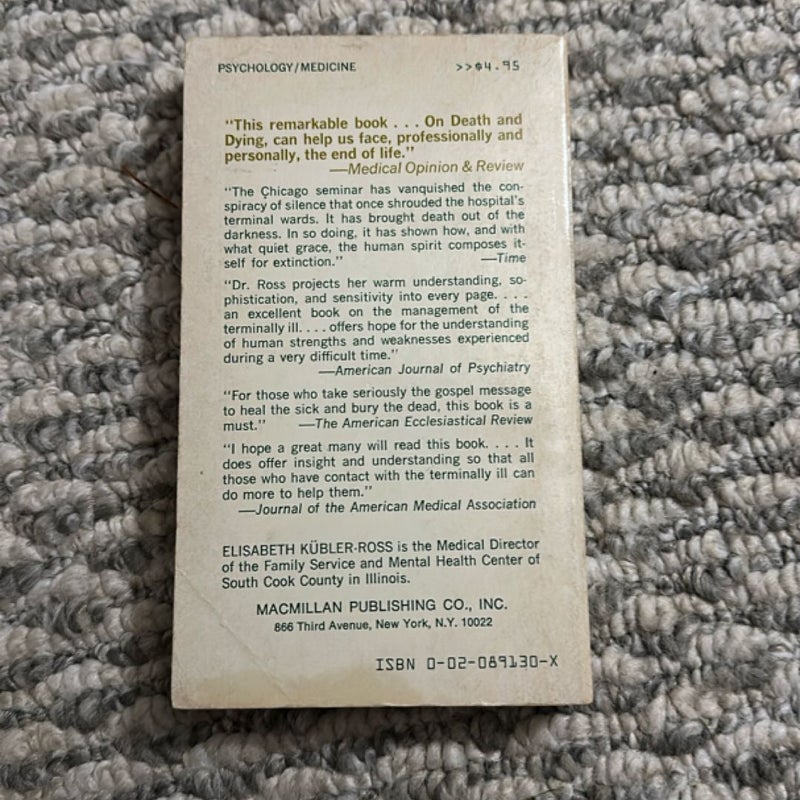 PSYCHOLOGY/MEDICINE >>$4.95
"This remarkable book . . . On Death and
Dying, can help us face, professionally and
personally, the end of life."
—Medical Opinion & Review
"The Chicago seminar has vanquished the con-
spiracy of silence that once shrouded the hospital's
terminal wards. It has brought death out of the
darkness. In so doing, it has shown how, and with
what quiet grace, the human spirit composes it-
self for extinction." —Time
"Dr. Ross projects her warm understanding, so-
phistication, and sensitivity into every page. . . .
an excellent book on the management of the
terminally ill. . . . offers hope for the understanding
of human strengths and weaknesses experienced
during a very difficult time."
—American Journal of Psychiatry
"For those who take seriously the gospel message
to heal the sick and bury the dead, this book is a
must." —The American Ecclesiastical Review
"I hope a great many will read this book. . . . It
does offer insight and understanding so that all
those who have contact with the terminally ill can
do more to help them."
—Journal of the American Medical Association
ELISABETH KÜBLER-ROSS is the Medical Director
of the Family Service and Mental Health Center of
South Cook County in Illinois.
MACMILLAN PUBLISHING CO., INC.
866 Third Avenue, New York, N.Y. 10022
ISBN 0-02-089130-X